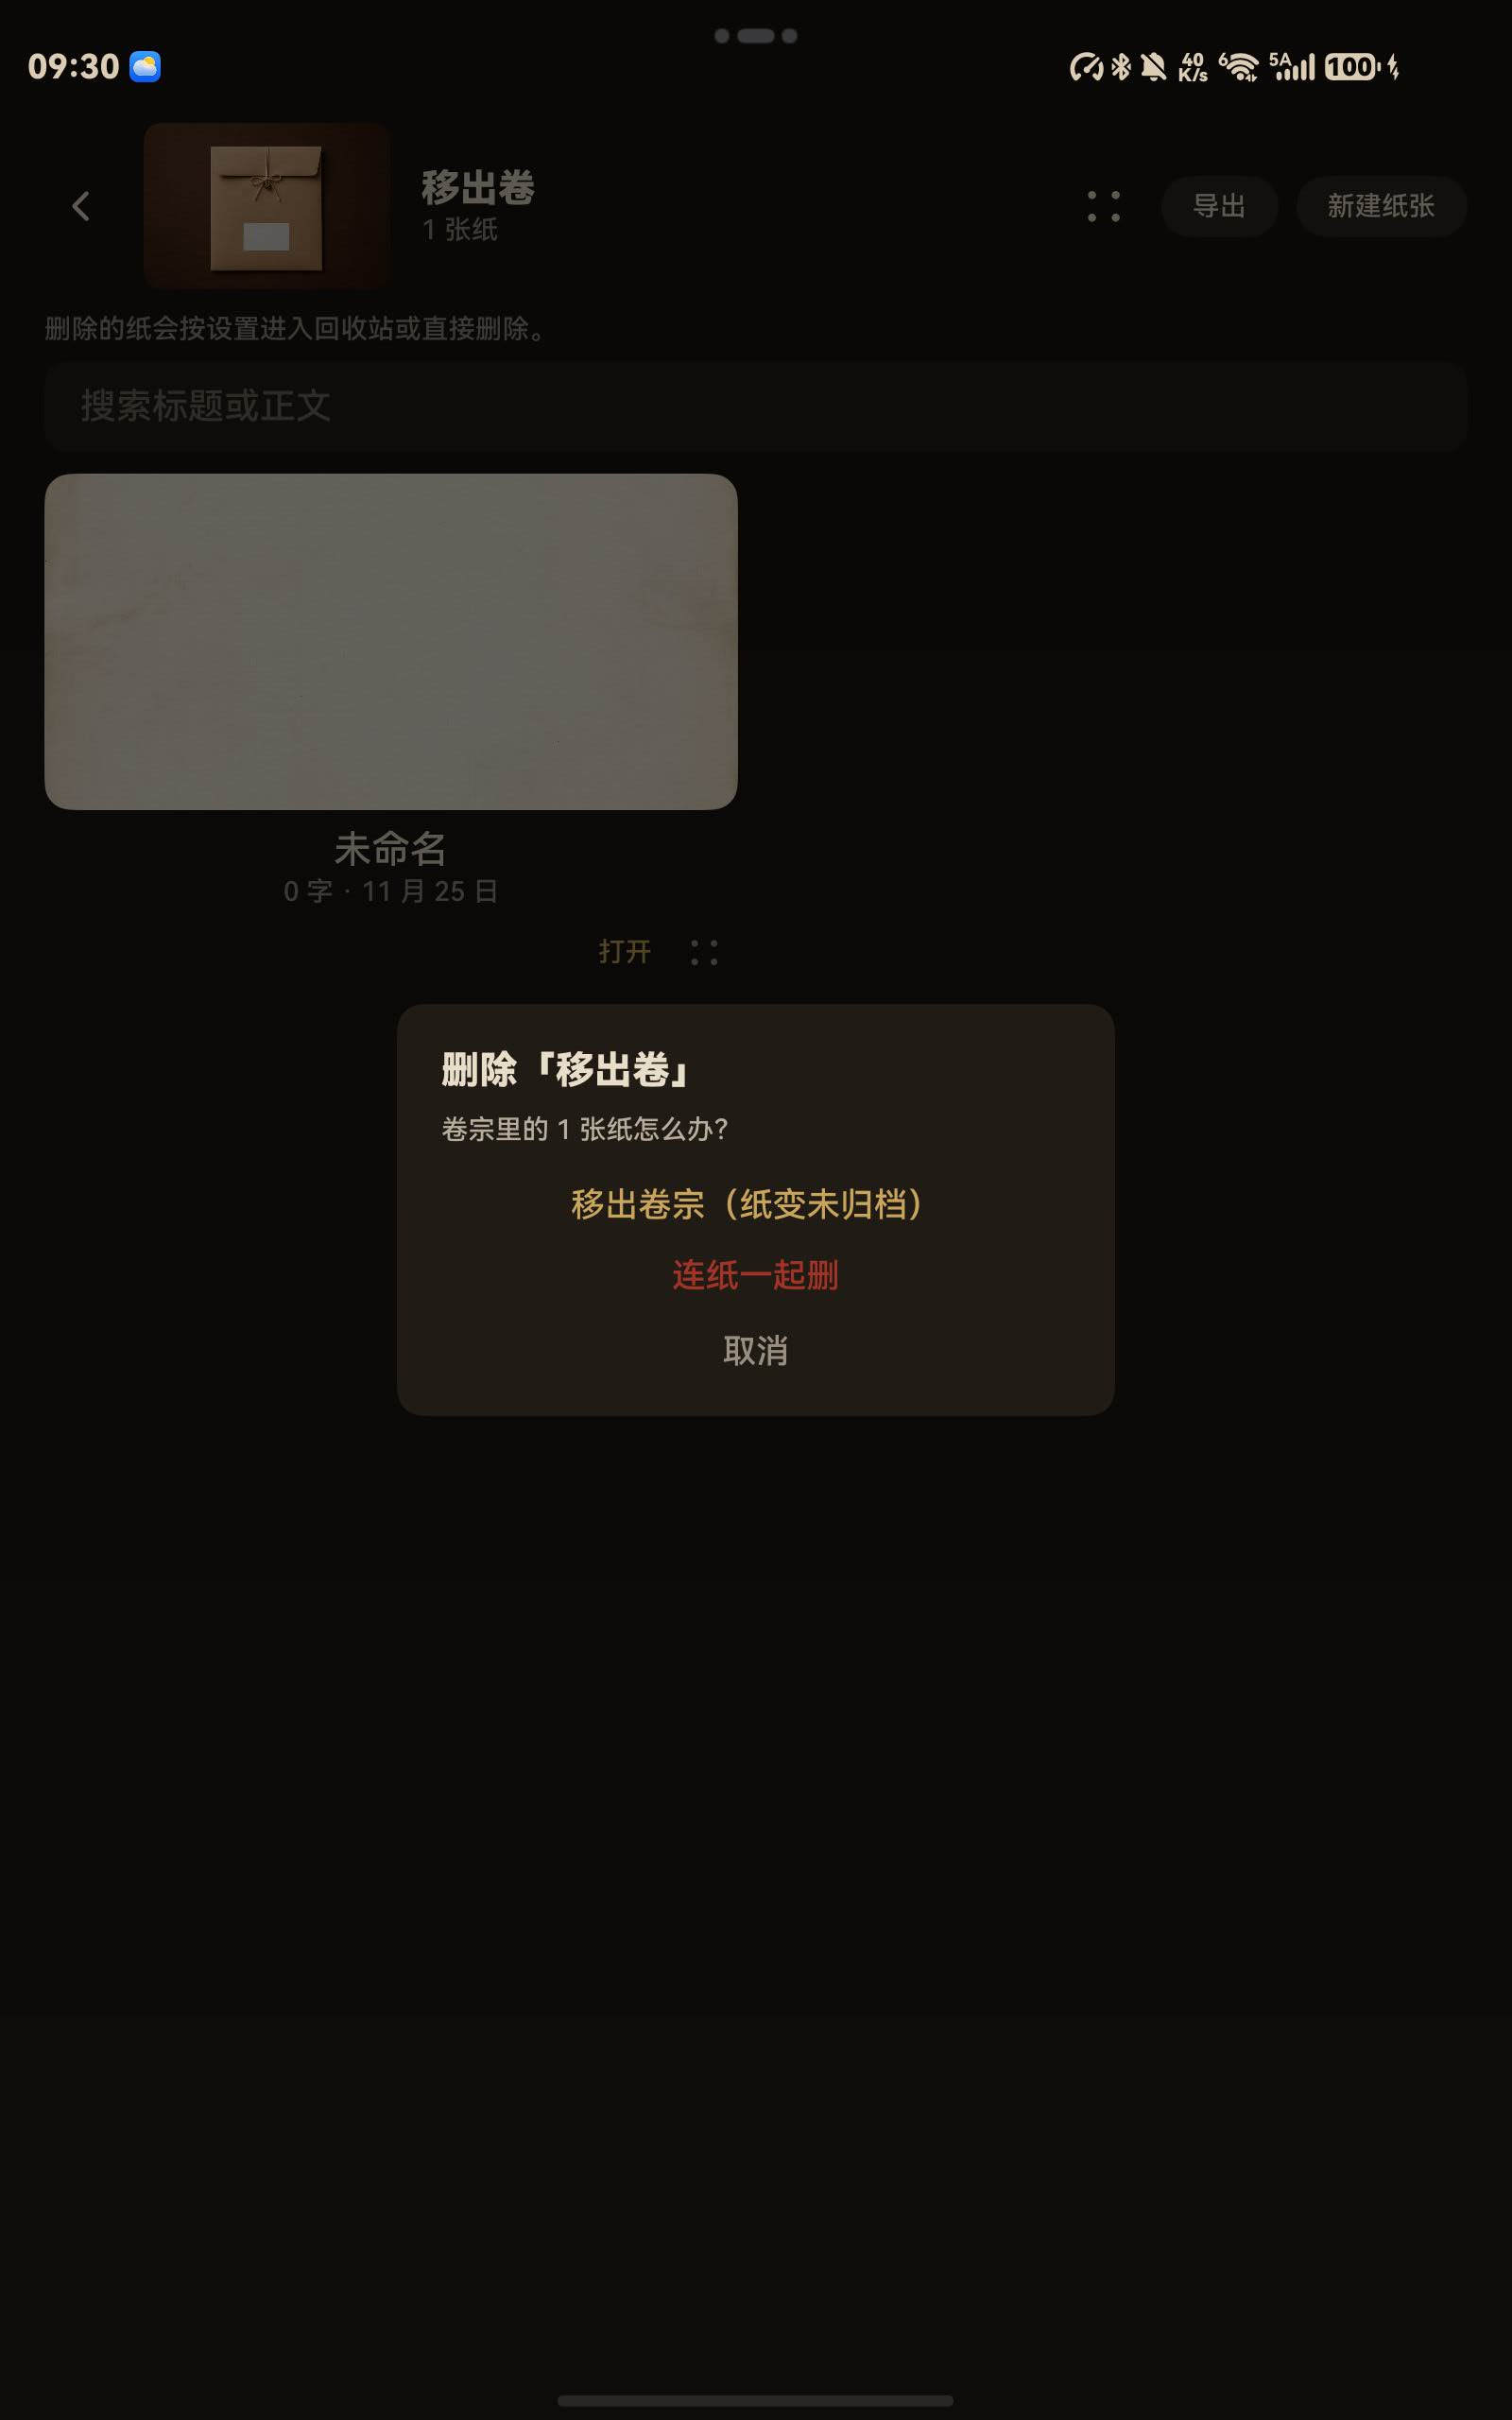 09:30
40
K/s
6
5A
100
移出卷
1 张纸
导出
新建纸张
删除的纸会按设置进入回收站或直接删除。
搜索标题或正文
未命名
0 字 · 11 月 25 日
打开
删除「移出卷」
卷宗里的 1 张纸怎么办？
移出卷宗（纸变未归档）
连纸一起删
取消